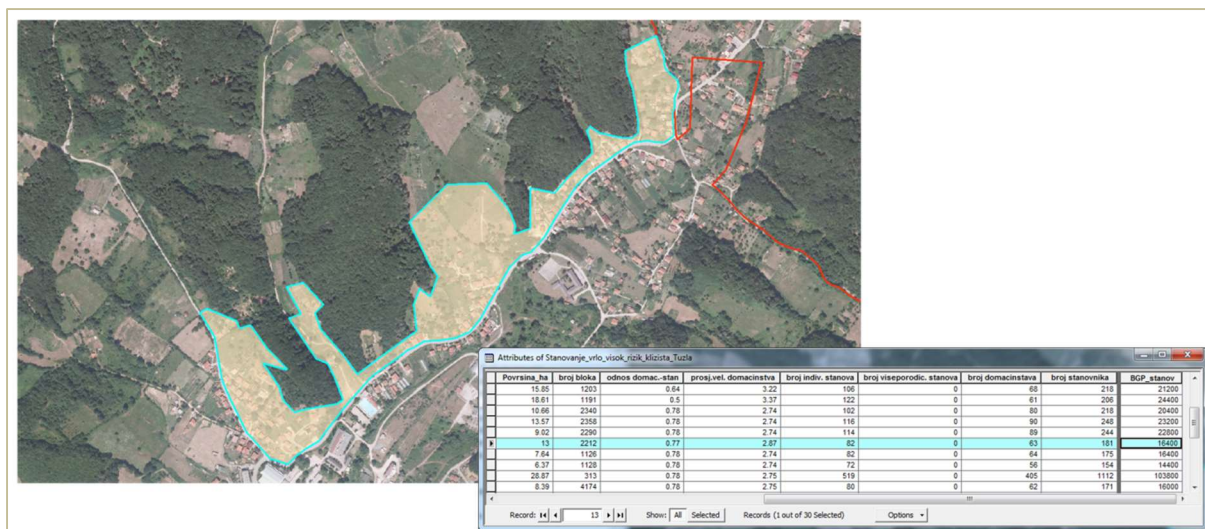 Attributes of Stanovanje_vrlo_visok_rizik_klizista_Tuzla
Povrsina_ha broj bloka odnos domac.-stan prosj.vel. domacinstva broj indiv. stanova broj viseporodic. stanova broj domacinstava broj stanovnika BGP_stanov
15.85 1203 0.64 3.22 106 0 68 218 21200
18.61 1191 0.5 3.37 122 0 61 206 24400
10.66 2340 0.78 2.74 102 0 80 218 20400
13.57 2358 0.78 2.74 116 0 90 248 23200
9.02 2290 0.78 2.74 114 0 89 244 22800
13 2212 0.77 2.87 82 0 63 181 16400
7.64 1126 0.78 2.74 82 0 64 175 16400
6.37 1128 0.78 2.74 72 0 56 154 14400
28.87 313 0.78 2.75 519 0 405 1112 103800
8.39 4174 0.78 2.75 80 0 62 171 16000
Record: 13 Show: All Selected Records (1 out of 30 Selected) Options